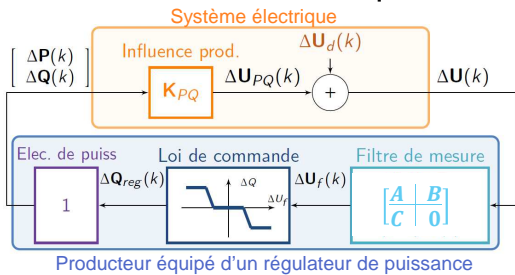 Système électrique
[ ΔP(k)
ΔQ(k) ]
Influence prod.
K_PQ
ΔU_PQ(k)
ΔU_d(k)
+
ΔU(k)
Elec. de puiss
1
ΔQ_reg(k)
Loi de commande
ΔQ
ΔU_f
ΔU_f(k)
Filtre de mesure
[ A | B
C | 0 ]
Producteur équipé d'un régulateur de puissance